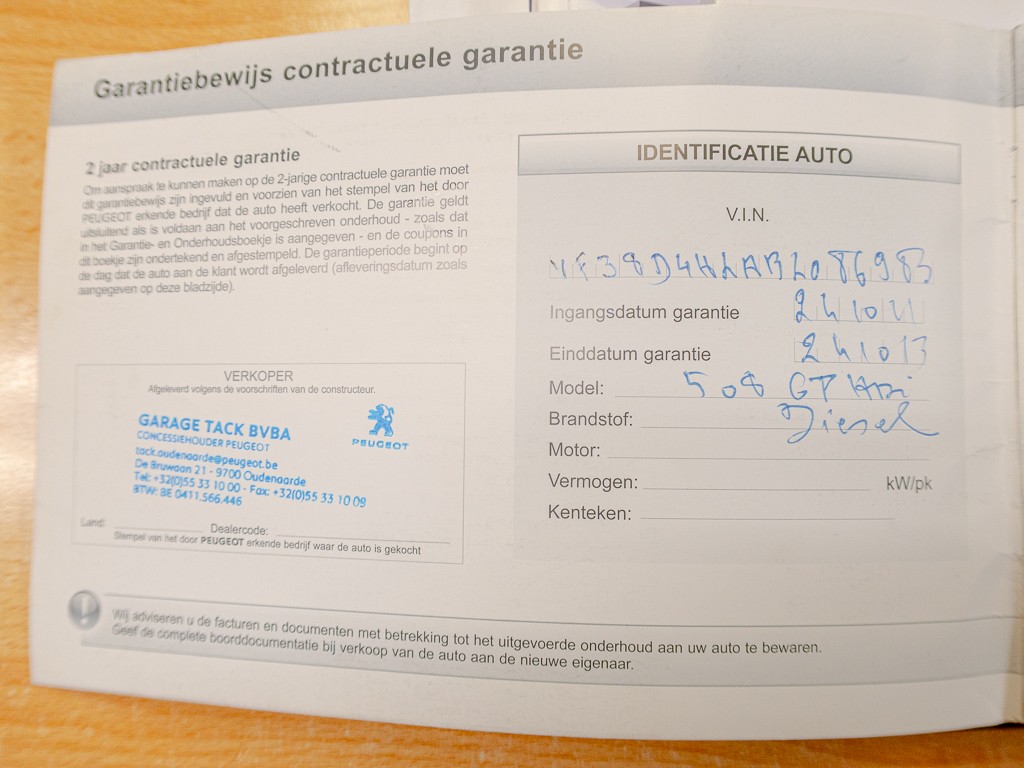 Garantiebewijs contractuele garantie
2 jaar contractuele garantie
Om aanspraak te kunnen maken op de 2-jarige contractuele garantie moet
dit garantiebewijs zijn ingevuld en voorzien van het stempel van het door
PEUGEOT erkende bedrijf dat de auto heeft verkocht. De garantie geldt
uitsluitend als is voldaan aan het voorgeschreven onderhoud - zoals dat
in het Garantie- en Onderhoudsboekje is aangegeven - en de coupons in
dit boekje zijn ondertekend en afgestempeld. De garantieperiode begint op
de dag dat de auto aan de klant wordt afgeleverd (afleveringsdatum zoals
aangegeven op deze bladzijde).
VERKOPER
Afgeleverd volgens de voorschriften van de constructeur.
GARAGE TACK BVBA
CONCESSIEHOUDER PEUGEOT
tack.oudenaarde@peugeot.be
De Bruwaan 21 - 9700 Oudenaarde
Tel: +32(0)55 33 10 00 - Fax: +32(0)55 33 10 09
BTW: BE 0411.566.446
PEUGEOT
Land:
Dealercode:
Stempel van het door PEUGEOT erkende bedrijf waar de auto is gekocht
IDENTIFICATIE AUTO
V.I.N.
Ingangsdatum garantie
Einddatum garantie 241013
Model: 508 GT HDi
Brandstof: Diesel
Motor:
Vermogen: kW/pk
Kenteken:
Wij adviseren u de facturen en documenten met betrekking tot het uitgevoerde onderhoud aan uw auto te bewaren.
Geef de complete boorddocumentatie bij verkoop van de auto aan de nieuwe eigenaar.